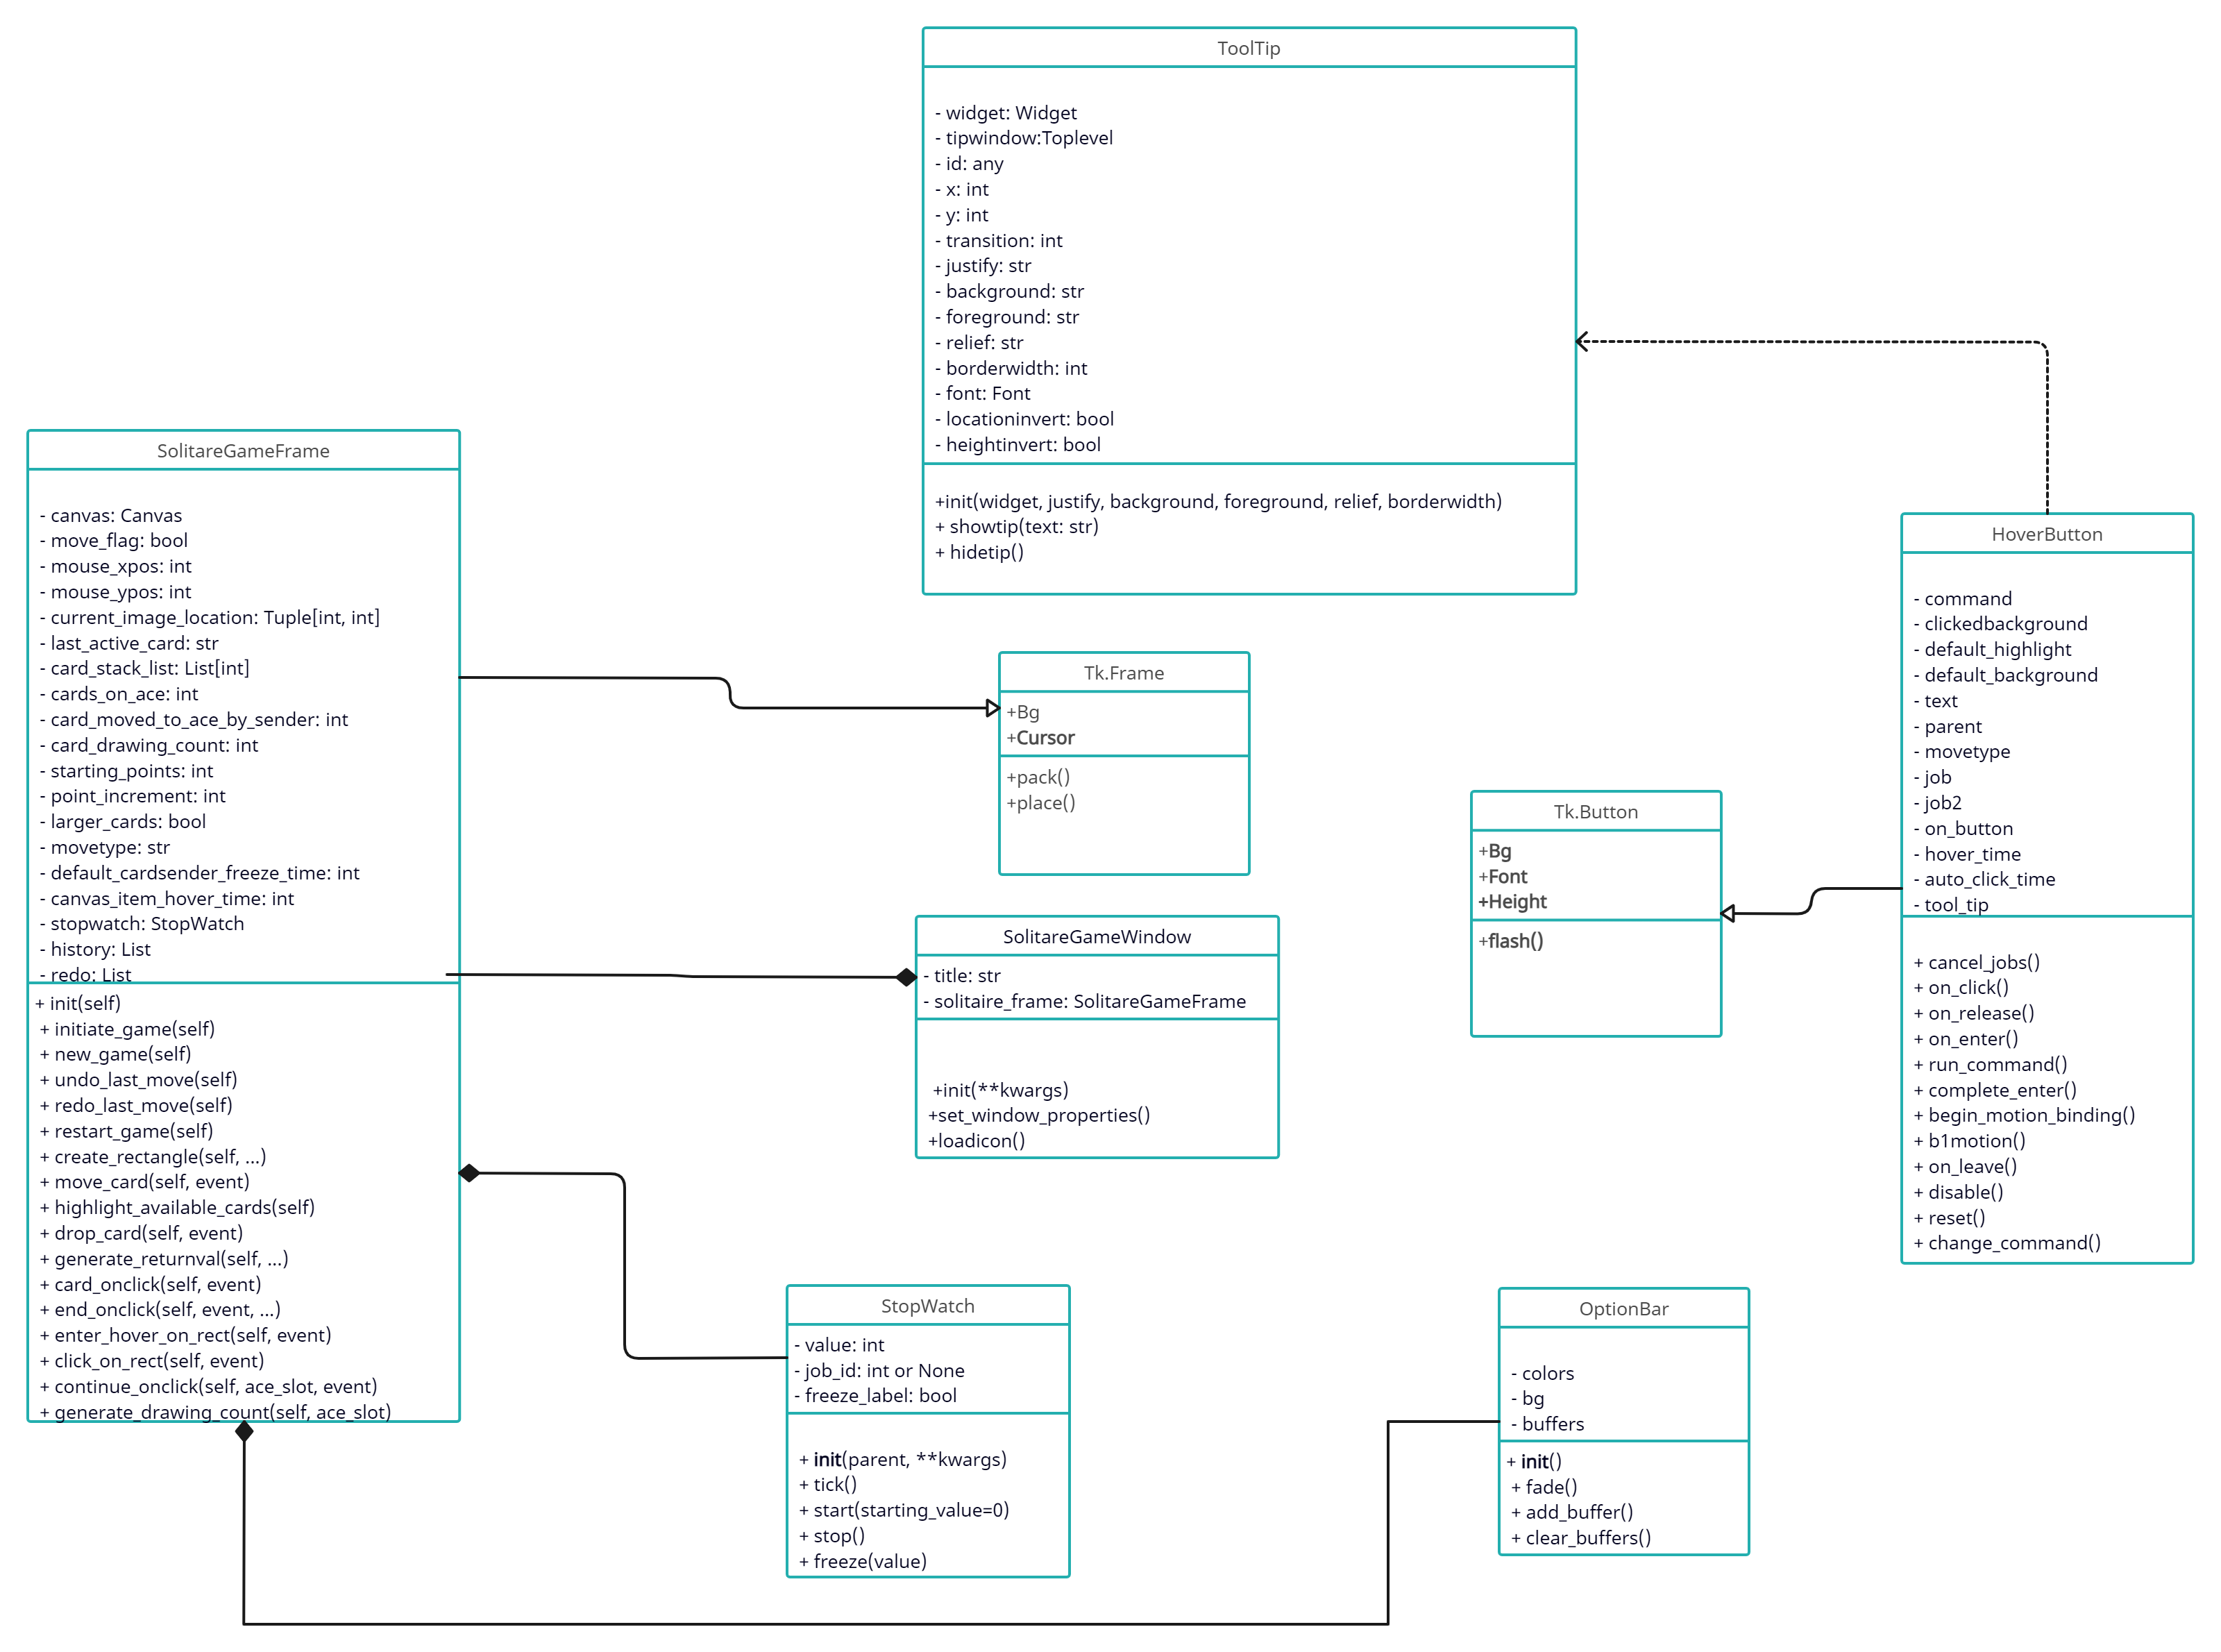 ToolTip
- widget: Widget
- tipwindow:Toplevel
- id: any
- x: int
- y: int
- transition: int
- justify: str
- background: str
- foreground: str
- relief: str
- borderwidth: int
- font: Font
- locationinvert: bool
- heightinvert: bool
+init(widget, justify, background, foreground, relief, borderwidth)
+ showtip(text: str)
+ hidetip()
SolitareGameFrame
- canvas: Canvas
- move_flag: bool
- mouse_xpos: int
- mouse_ypos: int
- current_image_location: Tuple[int, int]
- last_active_card: str
- card_stack_list: List[int]
- cards_on_ace: int
- card_moved_to_ace_by_sender: int
- card_drawing_count: int
- starting_points: int
- point_increment: int
- larger_cards: bool
- movetype: str
- default_cardsender_freeze_time: int
- canvas_item_hover_time: int
- stopwatch: StopWatch
- history: List
- redo: List
+ init(self)
+ initiate_game(self)
+ new_game(self)
+ undo_last_move(self)
+ redo_last_move(self)
+ restart_game(self)
+ create_rectangle(self, ...)
+ move_card(self, event)
+ highlight_available_cards(self)
+ drop_card(self, event)
+ generate_returnval(self, ...)
+ card_onclick(self, event)
+ end_onclick(self, event, ...)
+ enter_hover_on_rect(self, event)
+ click_on_rect(self, event)
+ continue_onclick(self, ace_slot, event)
+ generate_drawing_count(self, ace_slot)
Tk.Frame
+Bg
+Cursor
+pack()
+place()
SolitareGameWindow
- title: str
- solitaire_frame: SolitareGameFrame
+init(**kwargs)
+set_window_properties()
+loadicon()
StopWatch
- value: int
- job_id: int or None
- freeze_label: bool
+ init(parent, **kwargs)
+ tick()
+ start(starting_value=0)
+ stop()
+ freeze(value)
Tk.Button
+Bg
+Font
+Height
+flash()
HoverButton
- command
- clickedbackground
- default_highlight
- default_background
- text
- parent
- movetype
- job
- job2
- on_button
- hover_time
- auto_click_time
- tool_tip
+ cancel_jobs()
+ on_click()
+ on_release()
+ on_enter()
+ run_command()
+ complete_enter()
+ begin_motion_binding()
+ b1motion()
+ on_leave()
+ disable()
+ reset()
+ change_command()
OptionBar
- colors
- bg
- buffers
+ init()
+ fade()
+ add_buffer()
+ clear_buffers()